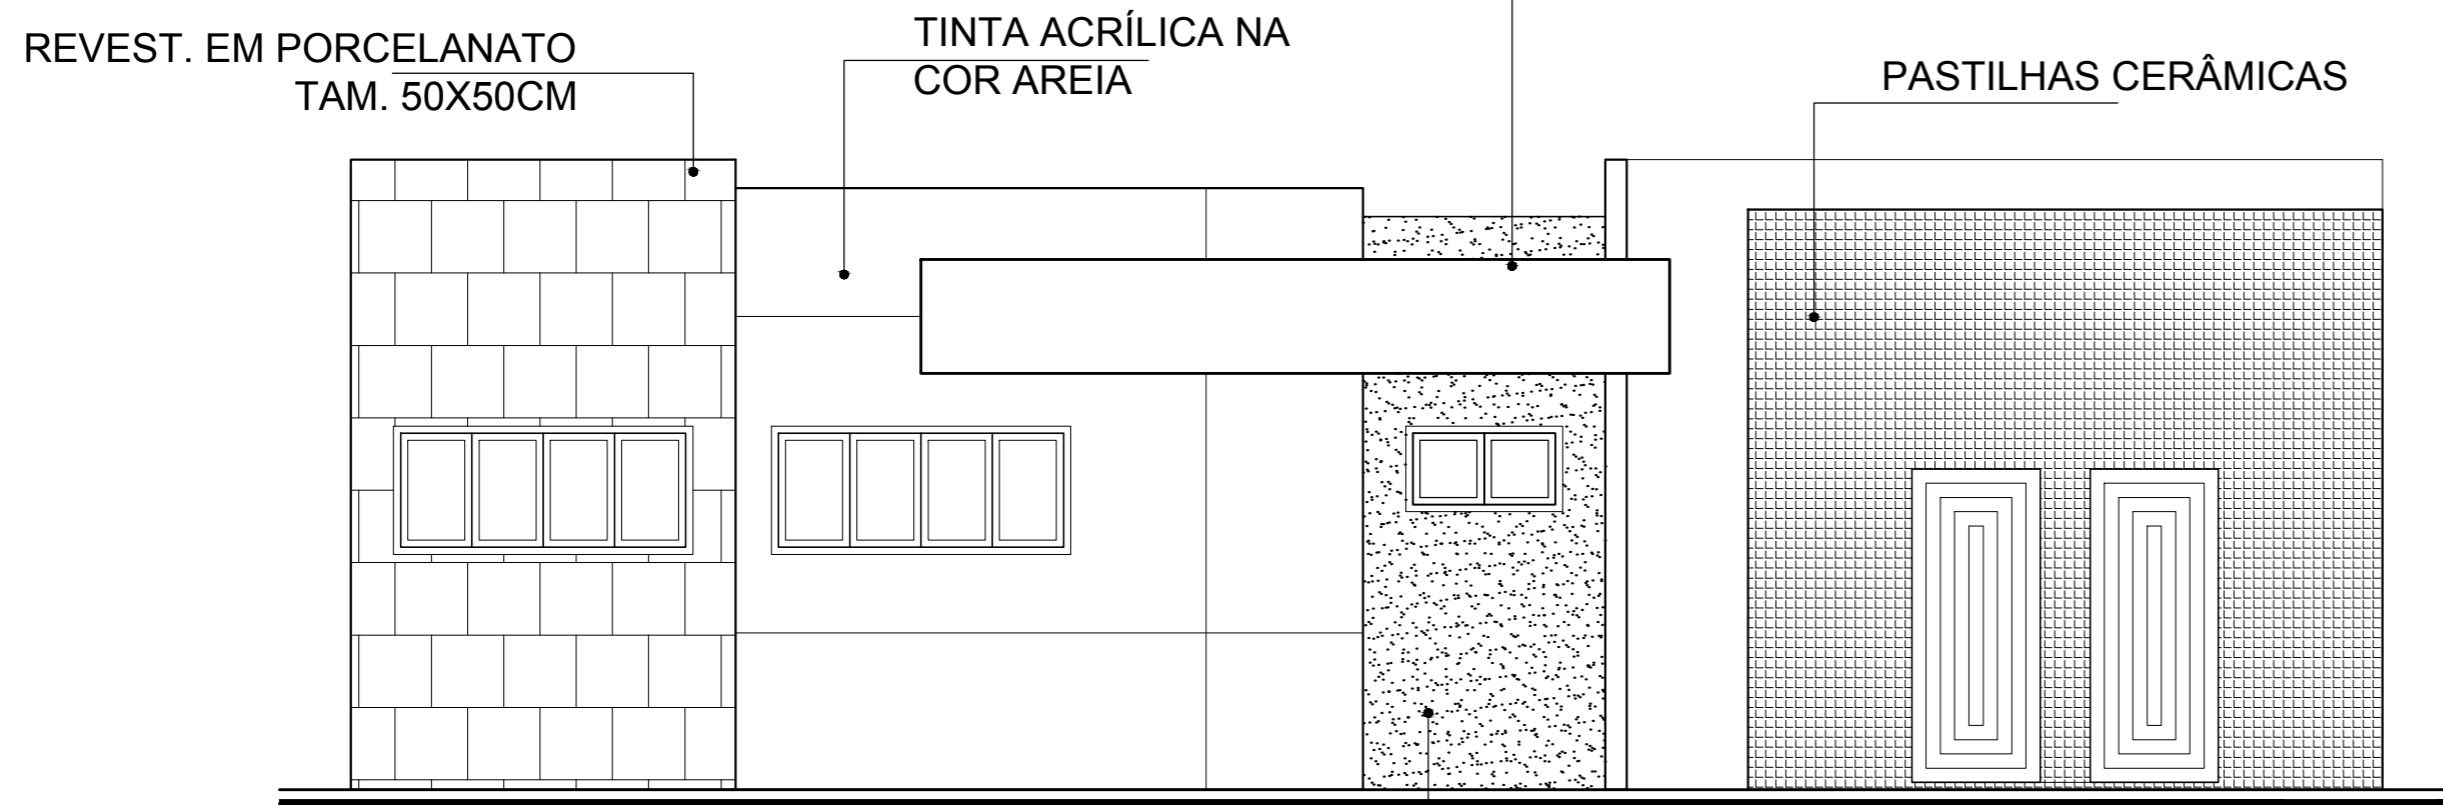 REVEST. EM PORCELANATO
TAM. 50X50CM
TINTA ACRÍLICA NA
COR AREIA
PASTILHAS CERÂMICAS